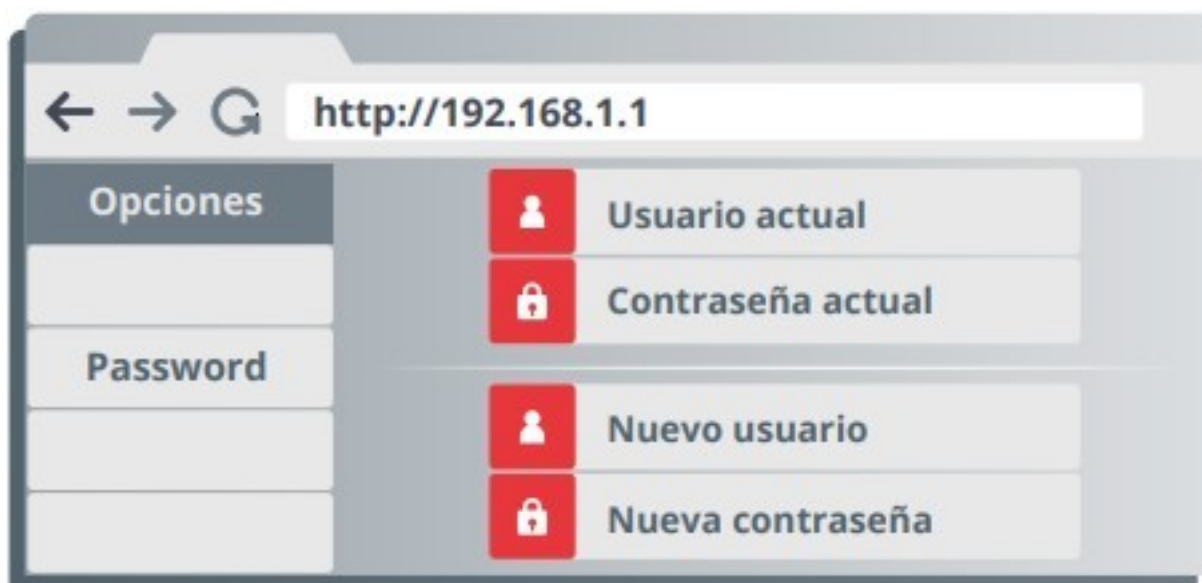 http://192.168.1.1
Opciones
Password
Usuario actual
Contraseña actual
Nuevo usuario
Nueva contraseña